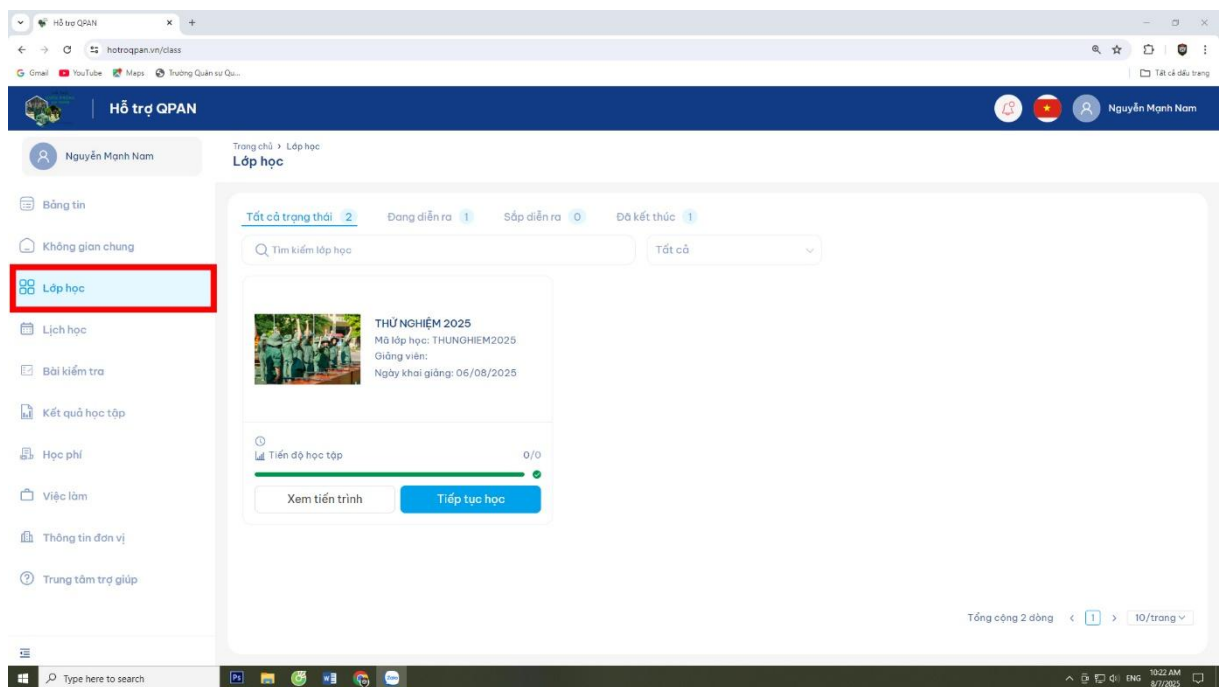 Hỗ trợ QPAN
hotroqpan.vn/class
Gmail YouTube Maps Trường Quân sự Qu... Tất cả dấu trang
Hỗ trợ QPAN Nguyễn Mạnh Nam
Nguyễn Mạnh Nam
Trang chủ > Lớp học
Lớp học
Bảng tin
Không gian chung
Lớp học
Lịch học
Bài kiểm tra
Kết quả học tập
Học phí
Việc làm
Thông tin đơn vị
Trung tâm trợ giúp
Tất cả trạng thái 2 Đang diễn ra 1 Sắp diễn ra 0 Đã kết thúc 1
Tìm kiếm lớp học Tất cả
THỬ NGHIỆM 2025
Mã lớp học: THUNGHIEM2025
Giảng viên:
Ngày khai giảng: 06/08/2025
Tiến độ học tập 0/0
Xem tiến trình Tiếp tục học
Tổng cộng 2 dòng < 1 > 10/trang
Type here to search
Ps
Zalo
ENG
10:22 AM
8/7/2025